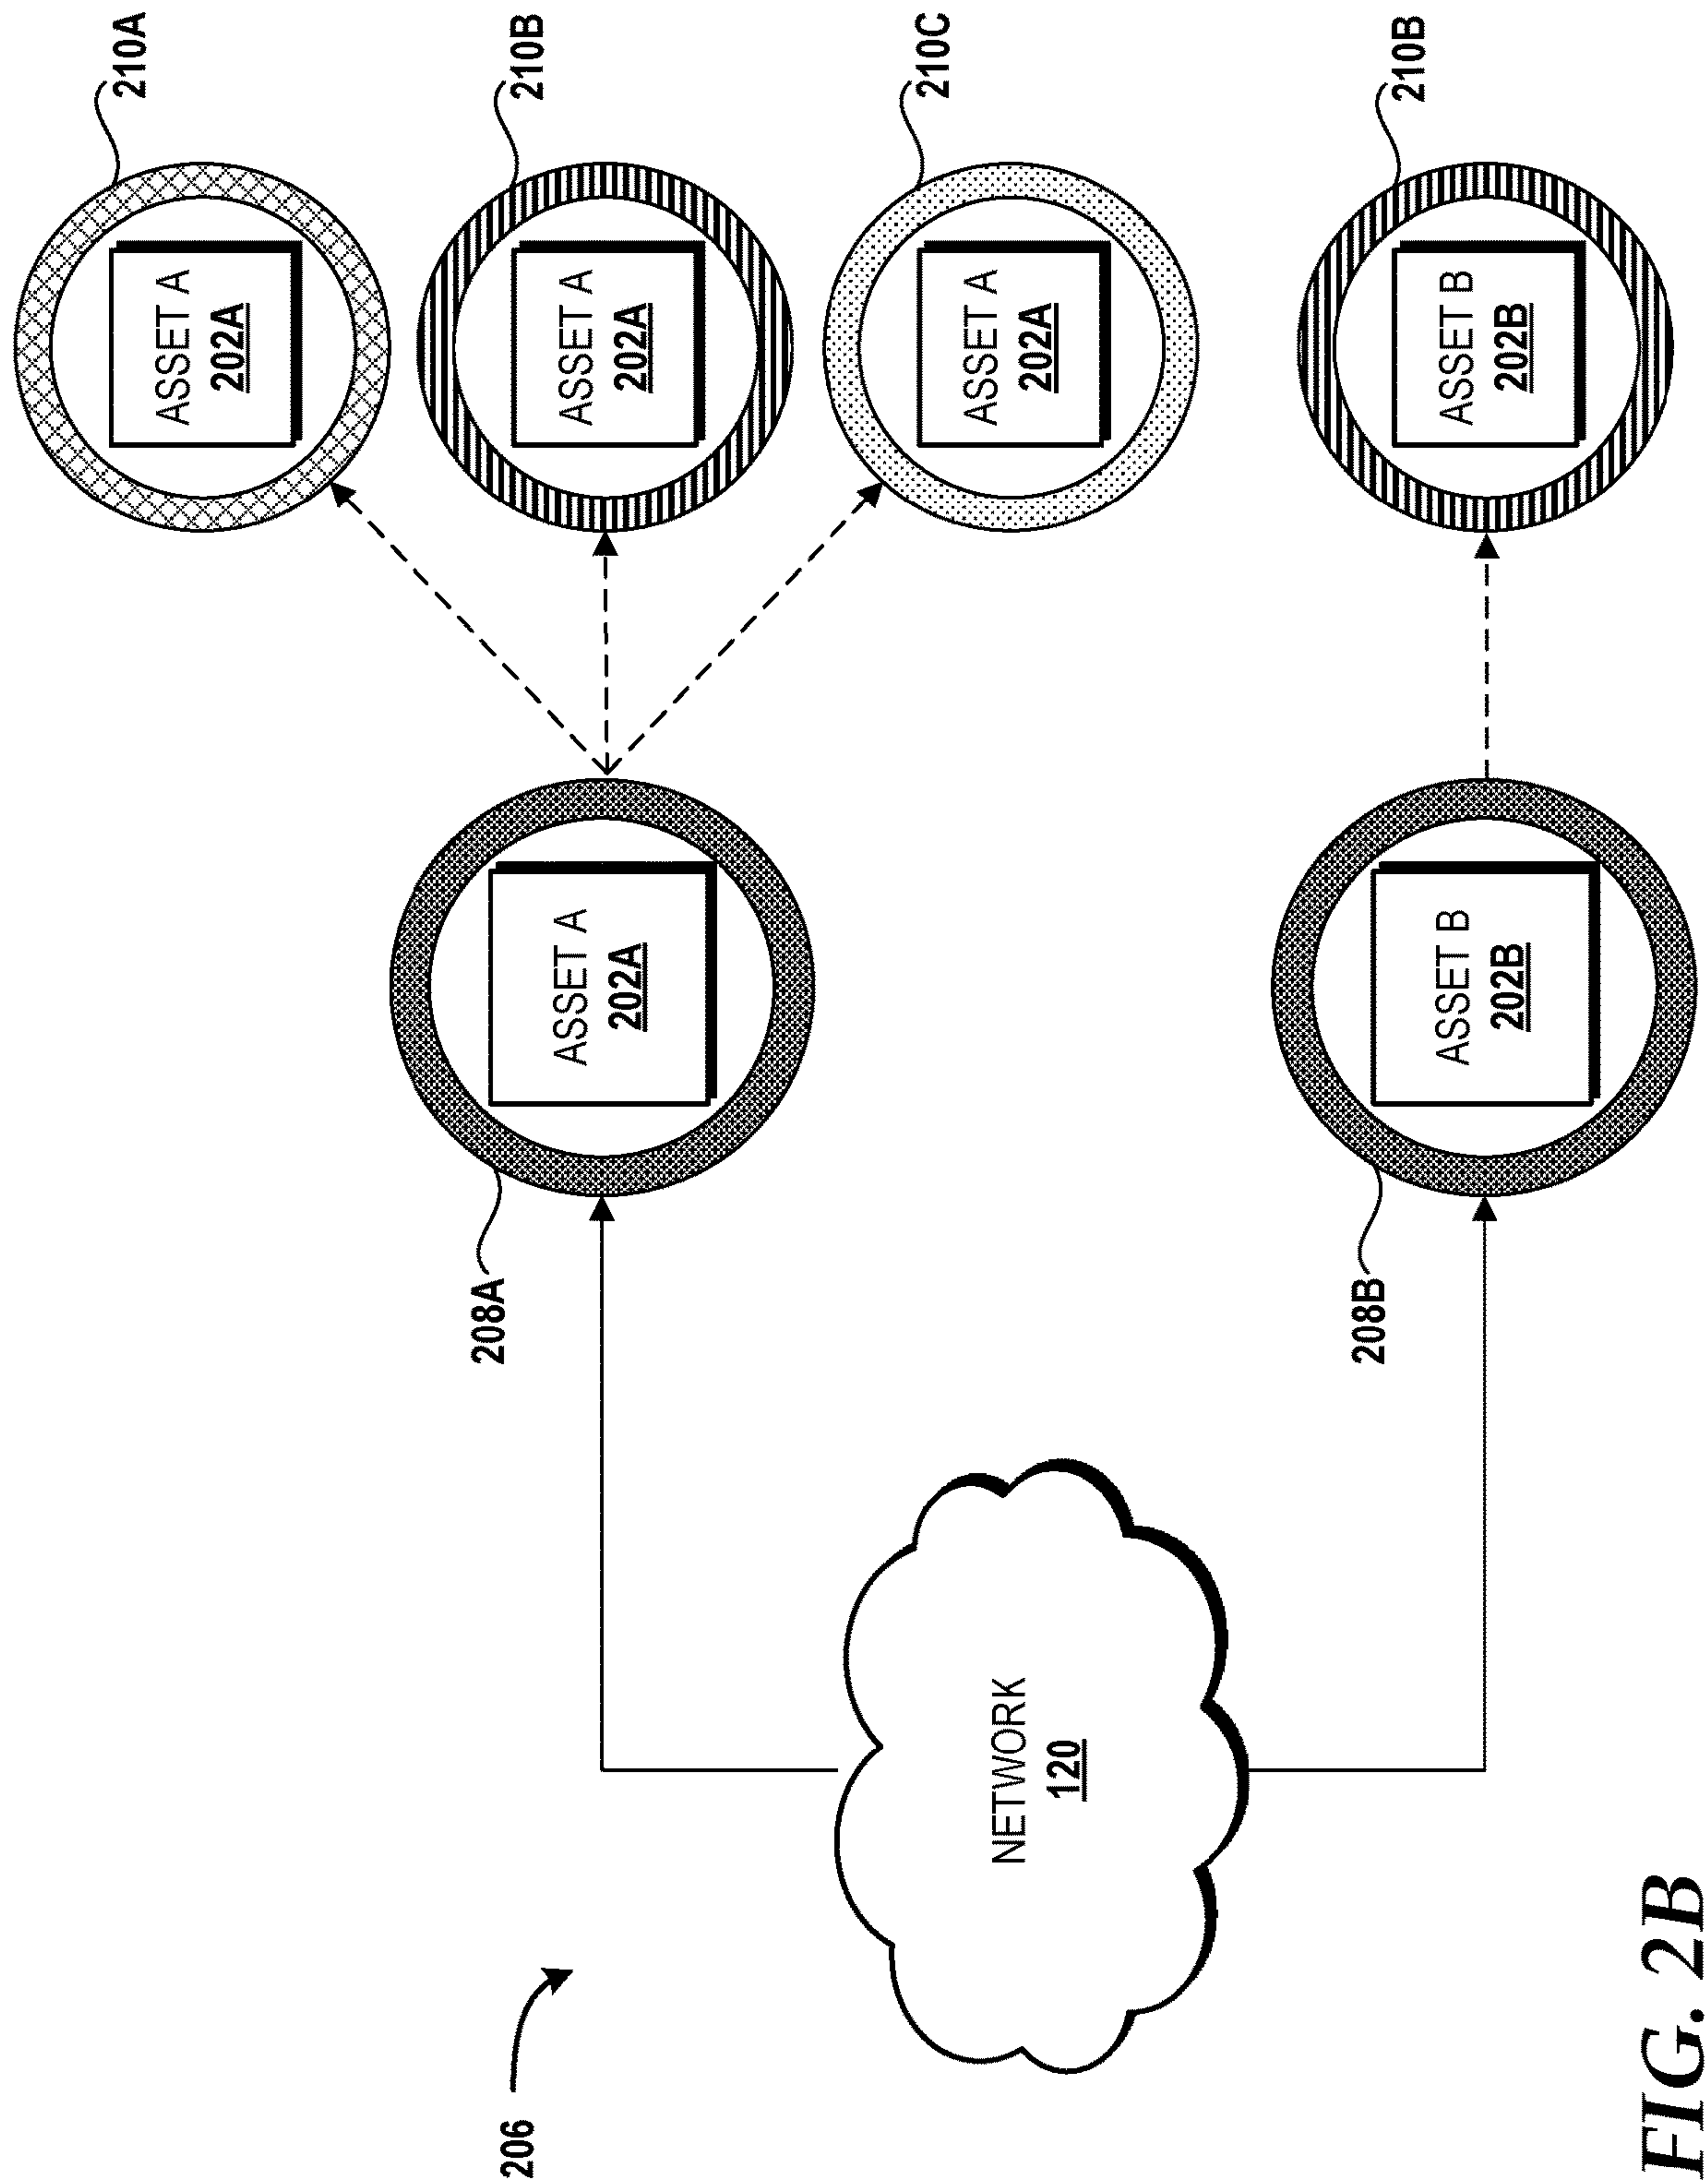 206
NETWORK
120
208A
ASSET A
202A
208B
ASSET B
202B
210A
ASSET A
202A
210B
ASSET A
202A
210C
ASSET A
202A
210B
ASSET B
202B
FIG. 2B